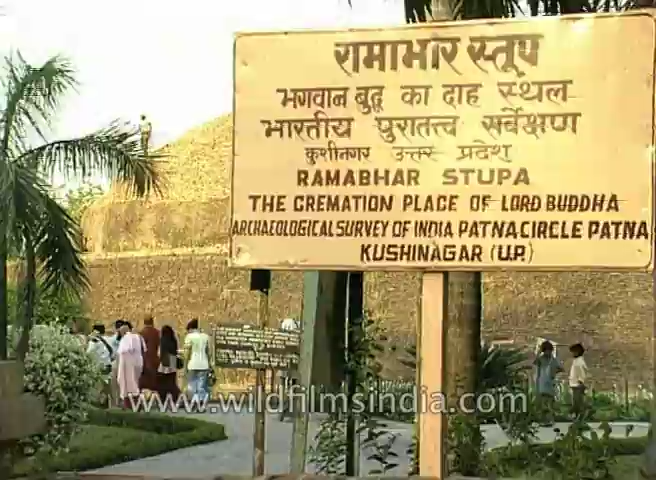 रामाभार स्तूप
भगवान बुद्ध का दाह स्थल
भारतीय पुरातत्त्व सर्वेक्षण
कुशीनगर उत्तर प्रदेश
RAMABHAR STUPA
THE CREMATION PLACE OF LORD BUDDHA
ARCHAEOLOGICAL SURVEY OF INDIA PATNA CIRCLE PATNA
KUSHINAGAR (U.P.)
www.wildfilmsindia.com